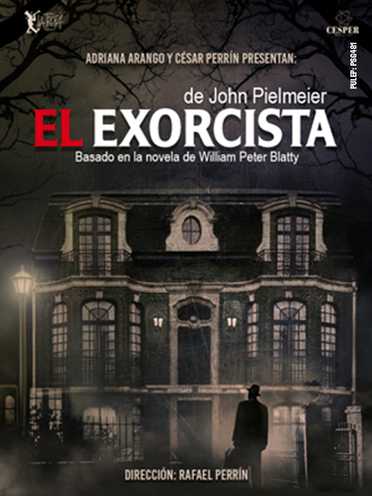 CESPER
PULEP: PSG481
ADRIANA ARANGO Y CÉSAR PERRÍN PRESENTAN:
de John Pielmeier
EL EXORCISTA
Basado en la novela de William Peter Blatty
DIRECCIÓN: RAFAEL PERRÍN